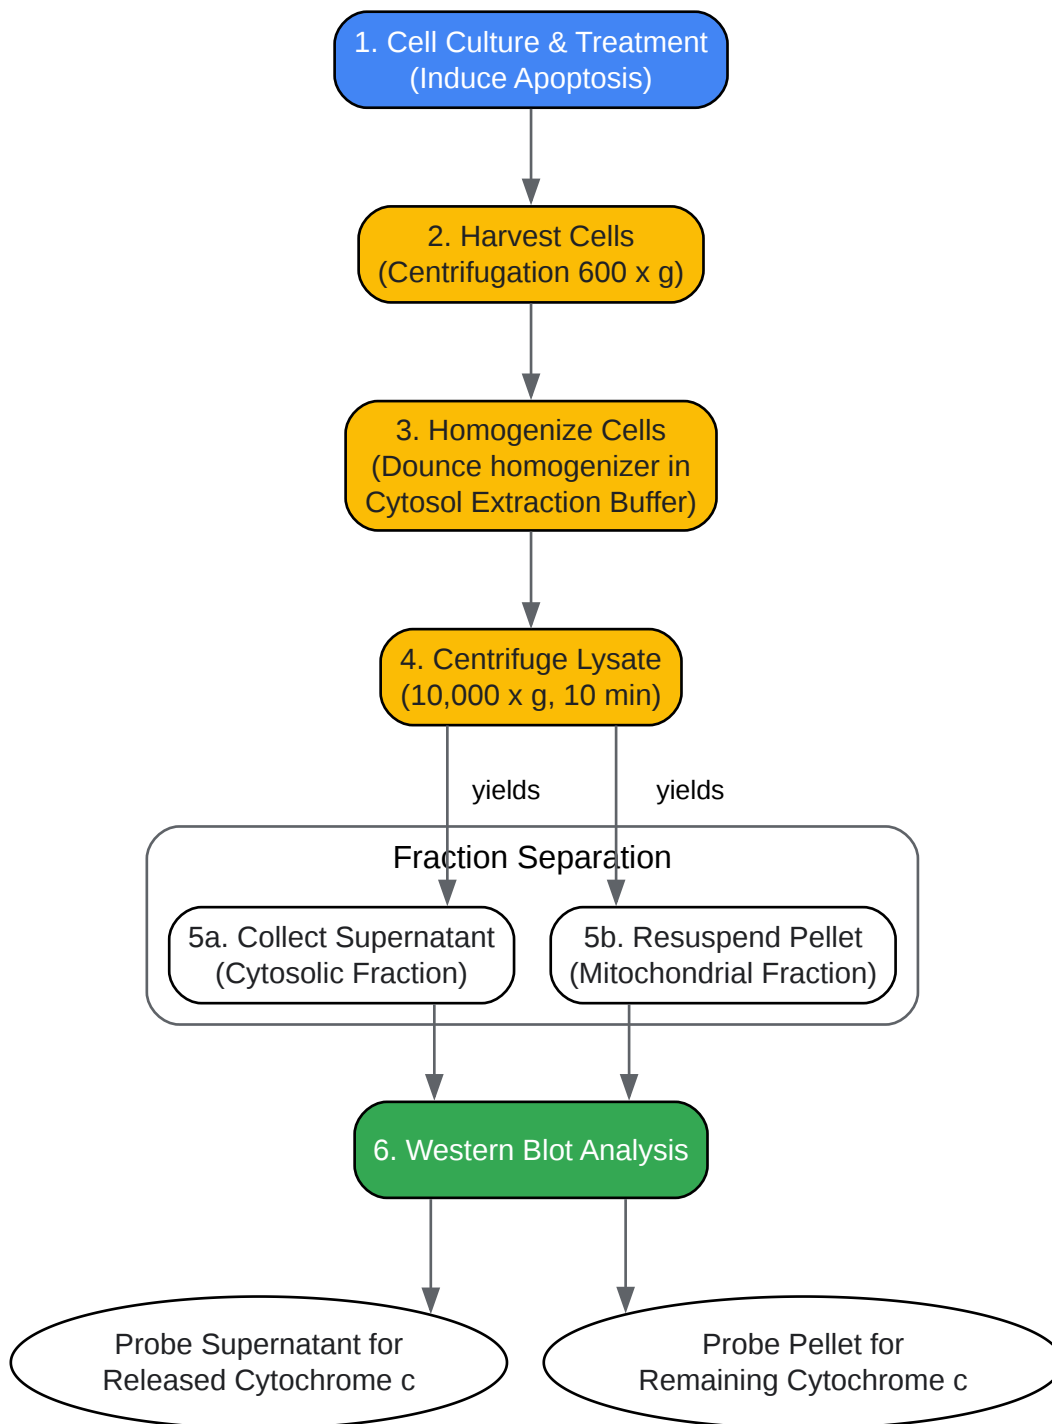 1. Cell Culture & Treatment
(Induce Apoptosis)
2. Harvest Cells
(Centrifugation 600 x g)
3. Homogenize Cells
(Dounce homogenizer in
Cytosol Extraction Buffer)
4. Centrifuge Lysate
(10,000 x g, 10 min)
yields
yields
Fraction Separation
5a. Collect Supernatant
(Cytosolic Fraction)
5b. Resuspend Pellet
(Mitochondrial Fraction)
6. Western Blot Analysis
Probe Supernatant for
Released Cytochrome c
Probe Pellet for
Remaining Cytochrome c